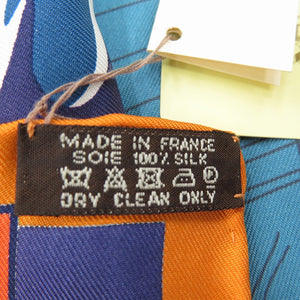 MADE IN FRANCE
SOIE 100% SILK
DRY CLEAN ONLY